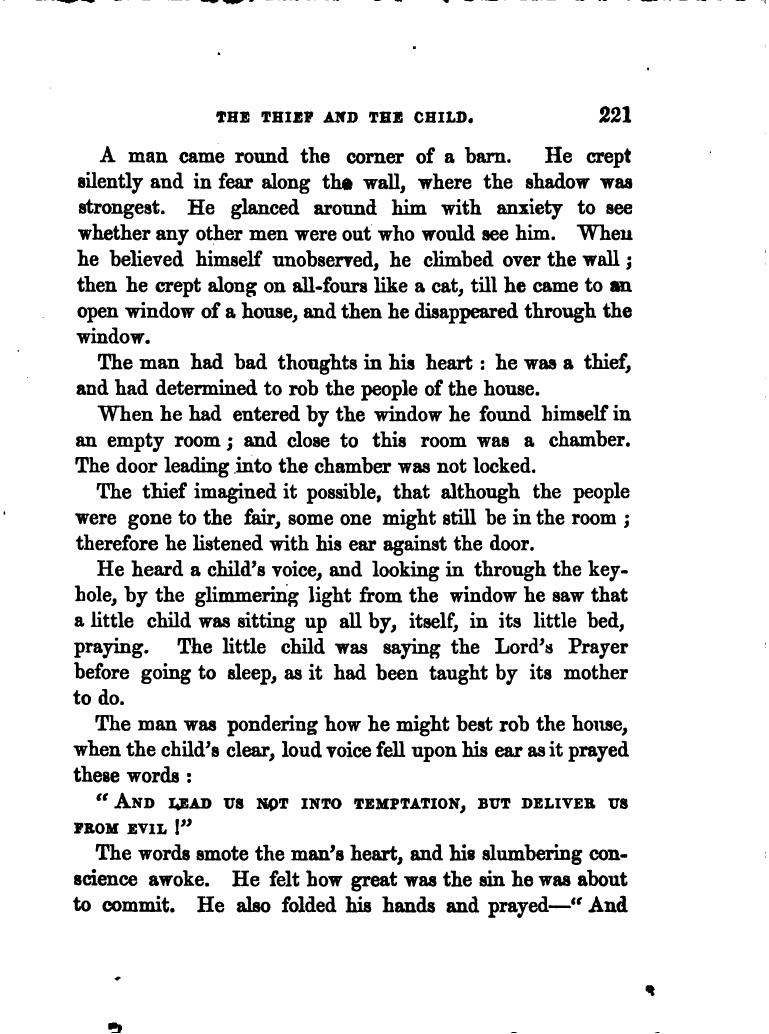 THE THIEF AND THE CHILD. 221
A man came round the corner of a barn. He crept
silently and in fear along the wall, where the shadow was
strongest. He glanced around him with anxiety to see
whether any other men were out who would see him. When
he believed himself unobserved, he climbed over the wall ;
then he crept along on all-fours like a cat, till he came to an
open window of a house, and then he disappeared through the
window.
The man had bad thoughts in his heart : he was a thief,
and had determined to rob the people of the house.
When he had entered by the window he found himself in
an empty room ; and close to this room was a chamber.
The door leading into the chamber was not locked.
The thief imagined it possible, that although the people
were gone to the fair, some one might still be in the room ;
therefore he listened with his ear against the door.
He heard a child's voice, and looking in through the key-
hole, by the glimmering light from the window he saw that
a little child was sitting up all by, itself, in its little bed,
praying. The little child was saying the Lord's Prayer
before going to sleep, as it had been taught by its mother
to do.
The man was pondering how he might best rob the house,
when the child's clear, loud voice fell upon his ear as it prayed
these words :
“ AND LEAD US NOT INTO TEMPTATION, BUT DELIVER US
FROM EVIL !”
The words smote the man's heart, and his slumbering con-
science awoke. He felt how great was the sin he was about
to commit. He also folded his hands and prayed—“ And